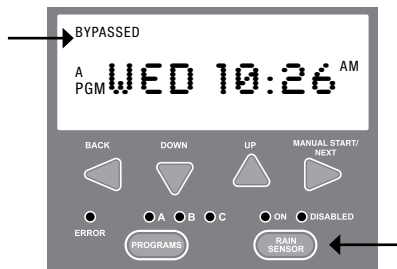 BYPASSED
A PGM WED 10:26 AM
BACK DOWN UP MANUAL START/
NEXT
A B C ON DISABLED
ERROR
PROGRAMS RAIN
SENSOR